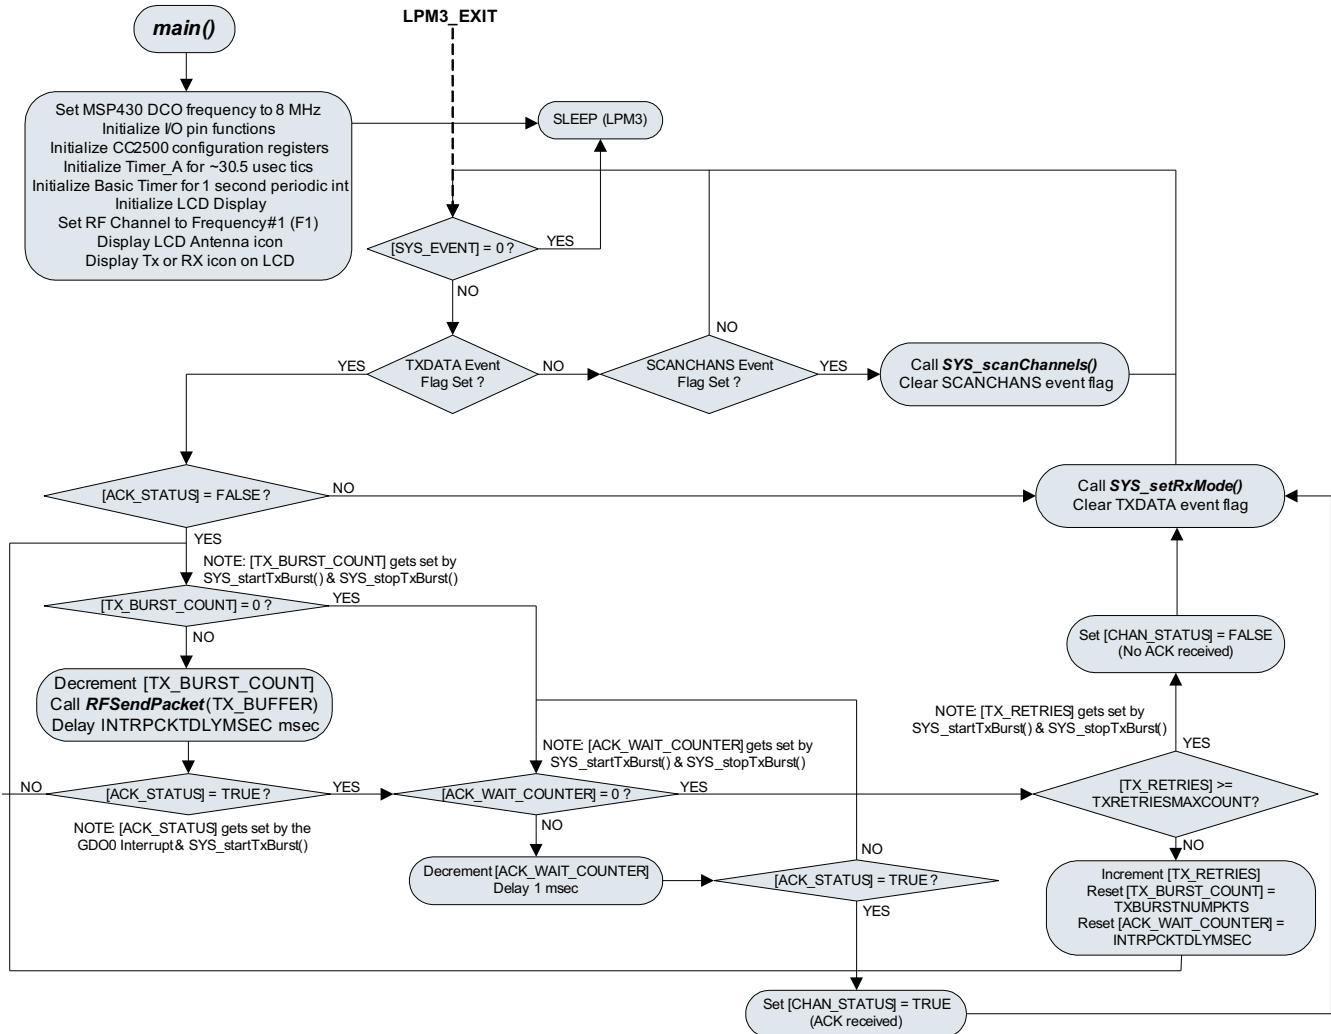 main()
LPM3_EXIT
Set MSP430 DCO frequency to 8 MHz
Initialize I/O pin functions
Initialize CC2500 configuration registers
Initialize Timer_A for ~30.5 usec tics
Initialize Basic Timer for 1 second periodic int
Initialize LCD Display
Set RF Channel to Frequency#1 (F1)
Display LCD Antenna icon
Display Tx or RX icon on LCD
SLEEP (LPM3)
[SYS_EVENT] = 0 ?
YES
NO
TXDATA Event
Flag Set ?
YES
NO
SCANCHANS Event
Flag Set ?
NO
YES
Call SYS_scanChannels()
Clear SCANCHANS event flag
[ACK_STATUS] = FALSE ?
NO
YES
Call SYS_setRxMode()
Clear TXDATA event flag
NOTE: [TX_BURST_COUNT] gets set by
SYS_startTxBurst() & SYS_stopTxBurst()
[TX_BURST_COUNT] = 0 ?
YES
NO
Decrement [TX_BURST_COUNT]
Call RFSendPacket(TX_BUFFER)
Delay INTRPCKTDLYMSEC msec
Set [CHAN_STATUS] = FALSE
(No ACK received)
NOTE: [TX_RETRIES] gets set by
SYS_startTxBurst() & SYS_stopTxBurst()
YES
NOTE: [ACK_WAIT_COUNTER] gets set by
SYS_startTxBurst() & SYS_stopTxBurst()
NO
[ACK_STATUS] = TRUE ?
YES
[ACK_WAIT_COUNTER] = 0 ?
YES
[TX_RETRIES] >=
TXRETRIESMAXCOUNT?
NOTE: [ACK_STATUS] gets set by the
GDO0 Interrupt & SYS_startTxBurst()
NO
NO
NO
Decrement [ACK_WAIT_COUNTER]
Delay 1 msec
[ACK_STATUS] = TRUE ?
YES
Increment [TX_RETRIES]
Reset [TX_BURST_COUNT] =
TXBURSTNUMPKTS
Reset [ACK_WAIT_COUNTER] =
INTRPCKTDLYMSEC
Set [CHAN_STATUS] = TRUE
(ACK received)